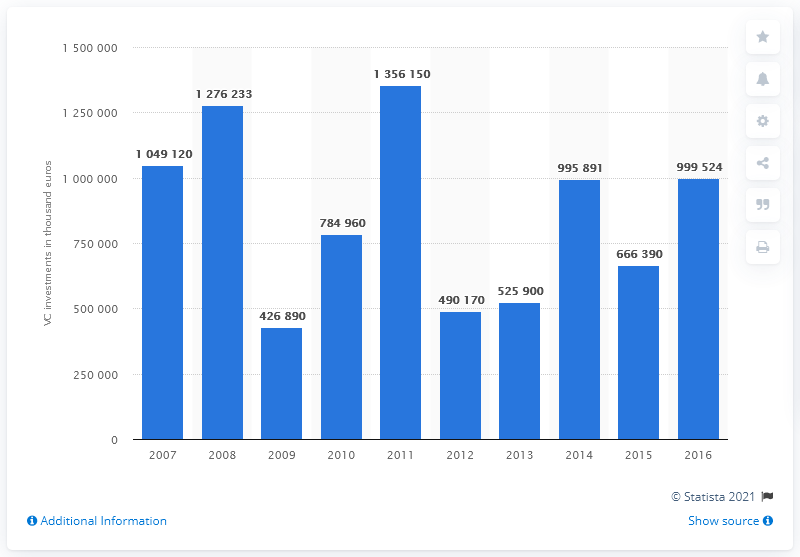 1 500 000
1 250 000
1 000 000
750 000
500 000
250 000
0
VC investments in thousand euros
1 049 120
1 276 233
426 890
784 960
1 356 150
490 170
525 900
995 891
666 390
999 524
2007 2008 2009 2010 2011 2012 2013 2014 2015 2016
© Statista 2021
Additional Information
Show source